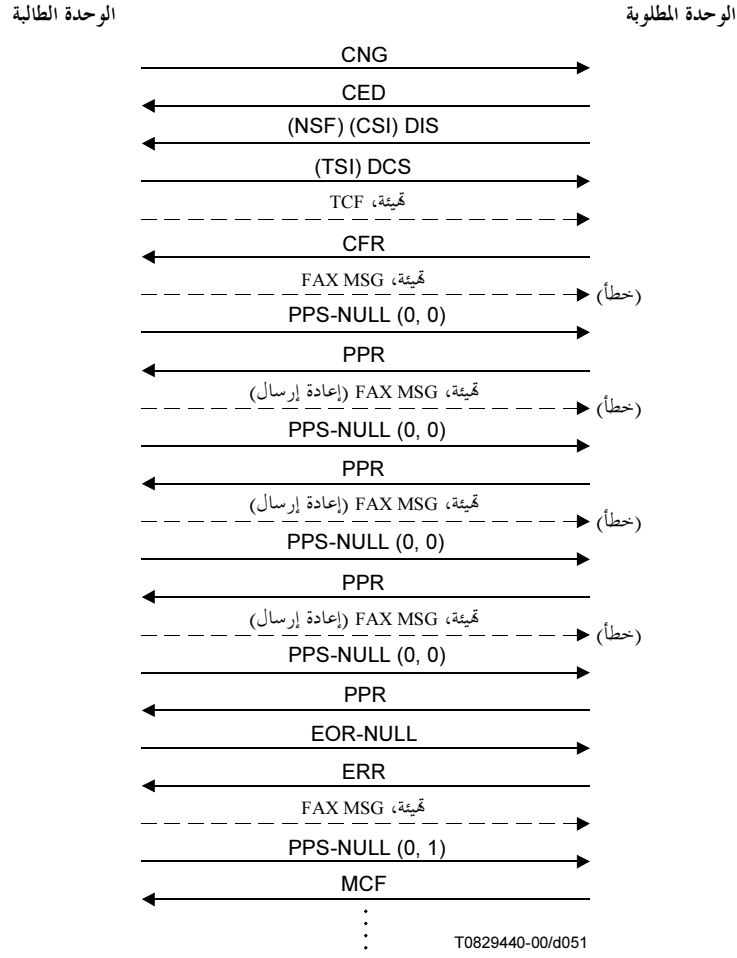 الوحدة المطلوبة
الوحدة الطالبة
CNG
CED
(NSF) (CSI) DIS
(TSI) DCS
تهيئة، TCF
CFR
تهيئة، FAX MSG
(خطأ)
PPS-NULL (0, 0)
PPR
تهيئة، FAX MSG (إعادة إرسال)
(خطأ)
PPS-NULL (0, 0)
PPR
تهيئة، FAX MSG (إعادة إرسال)
(خطأ)
PPS-NULL (0, 0)
PPR
تهيئة، FAX MSG (إعادة إرسال)
(خطأ)
PPS-NULL (0, 0)
PPR
EOR-NULL
ERR
تهيئة، FAX MSG
PPS-NULL (0, 1)
MCF
T0829440-00/d051